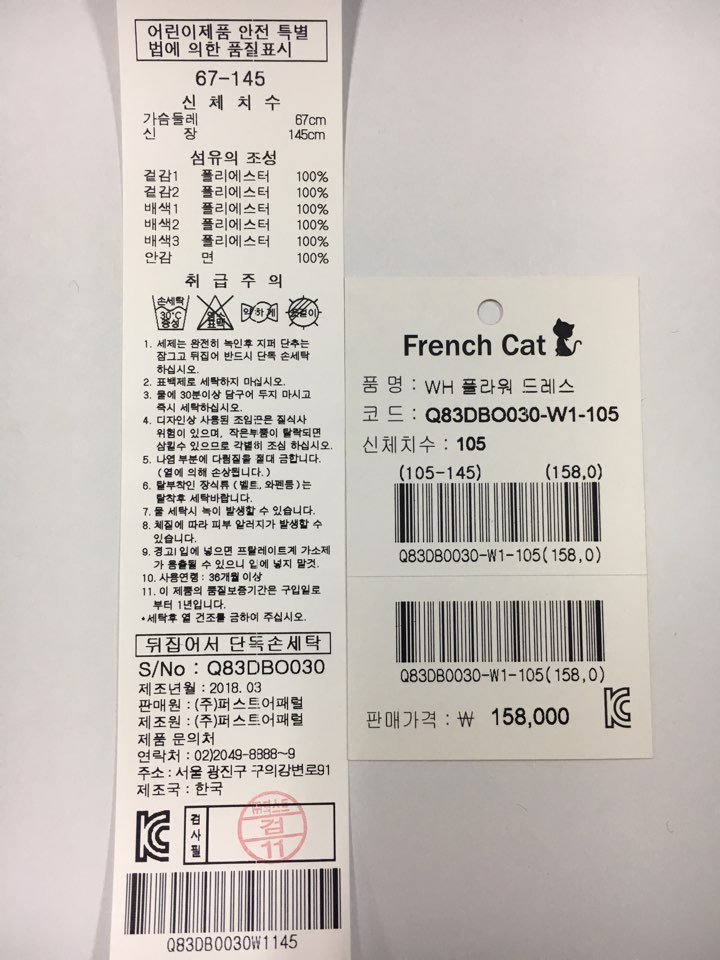 어린이제품 안전 특별
법에 의한 품질표시
67-145
신 체 치 수
가슴둘레 67cm
신 장 145cm
섬유의 조성
겉감1 폴리에스터 100%
겉감2 폴리에스터 100%
배색1 폴리에스터 100%
배색2 폴리에스터 100%
배색3 폴리에스터 100%
안감 면 100%
취 급 주 의
손세탁
30°C
중성
염소
표백
약하게
옷걸이
1. 세제는 완전히 녹인후 지퍼 단추는
잠그고 뒤집어 반드시 단독 손세탁
하십시오.
2. 표백제로 세탁하지 마십시오.
3. 물에 30분이상 담구어 두지 마시고
즉시 세탁하십시오.
4. 디자인상 사용된 조임끈은 질식사
위험이 있으며, 작은부품이 탈락되면
삼킬수 있으므로 각별히 조심 하십시오.
5. 나염 부분에 다림질을 절대 금합니다.
(열에 의해 손상됩니다.)
6. 탈부착인 장식류(벨트, 와펜등)는
탈착후 세탁바랍니다.
7. 물 세탁시 녹이 발생할 수 있습니다.
8. 체질에 따라 피부 알러지가 발생할 수
있습니다.
9. 경고!입에 넣으면 프탈레이트계 가소제
가 용출될 수 있으니 입에 넣지 말것.
10. 사용연령: 36개월 이상
11. 이 제품의 품질보증기간은 구입일로
부터 1년입니다.
*세탁후 열 건조를 금하여 주십시오.
뒤집어서 단독손세탁
S/No : Q83DBO030
제조년월 : 2018. 03
판매원 : (주)퍼스트어패럴
제조원 : (주)퍼스트어패럴
제품 문의처
연락처 : 02)2049-8888~9
주소 : 서울 광진구 구의강변로91
제조국 : 한국
검사필
검
11
Q83DB0030W1145
French Cat
품 명 : WH 플라워 드레스
코 드 : Q83DBO030-W1-105
신체치수 : 105
(105-145) (158,0)
Q83DB0030-W1-105(158,0)
Q83DB0030-W1-105(158,0)
판매가격 : ₩ 158,000